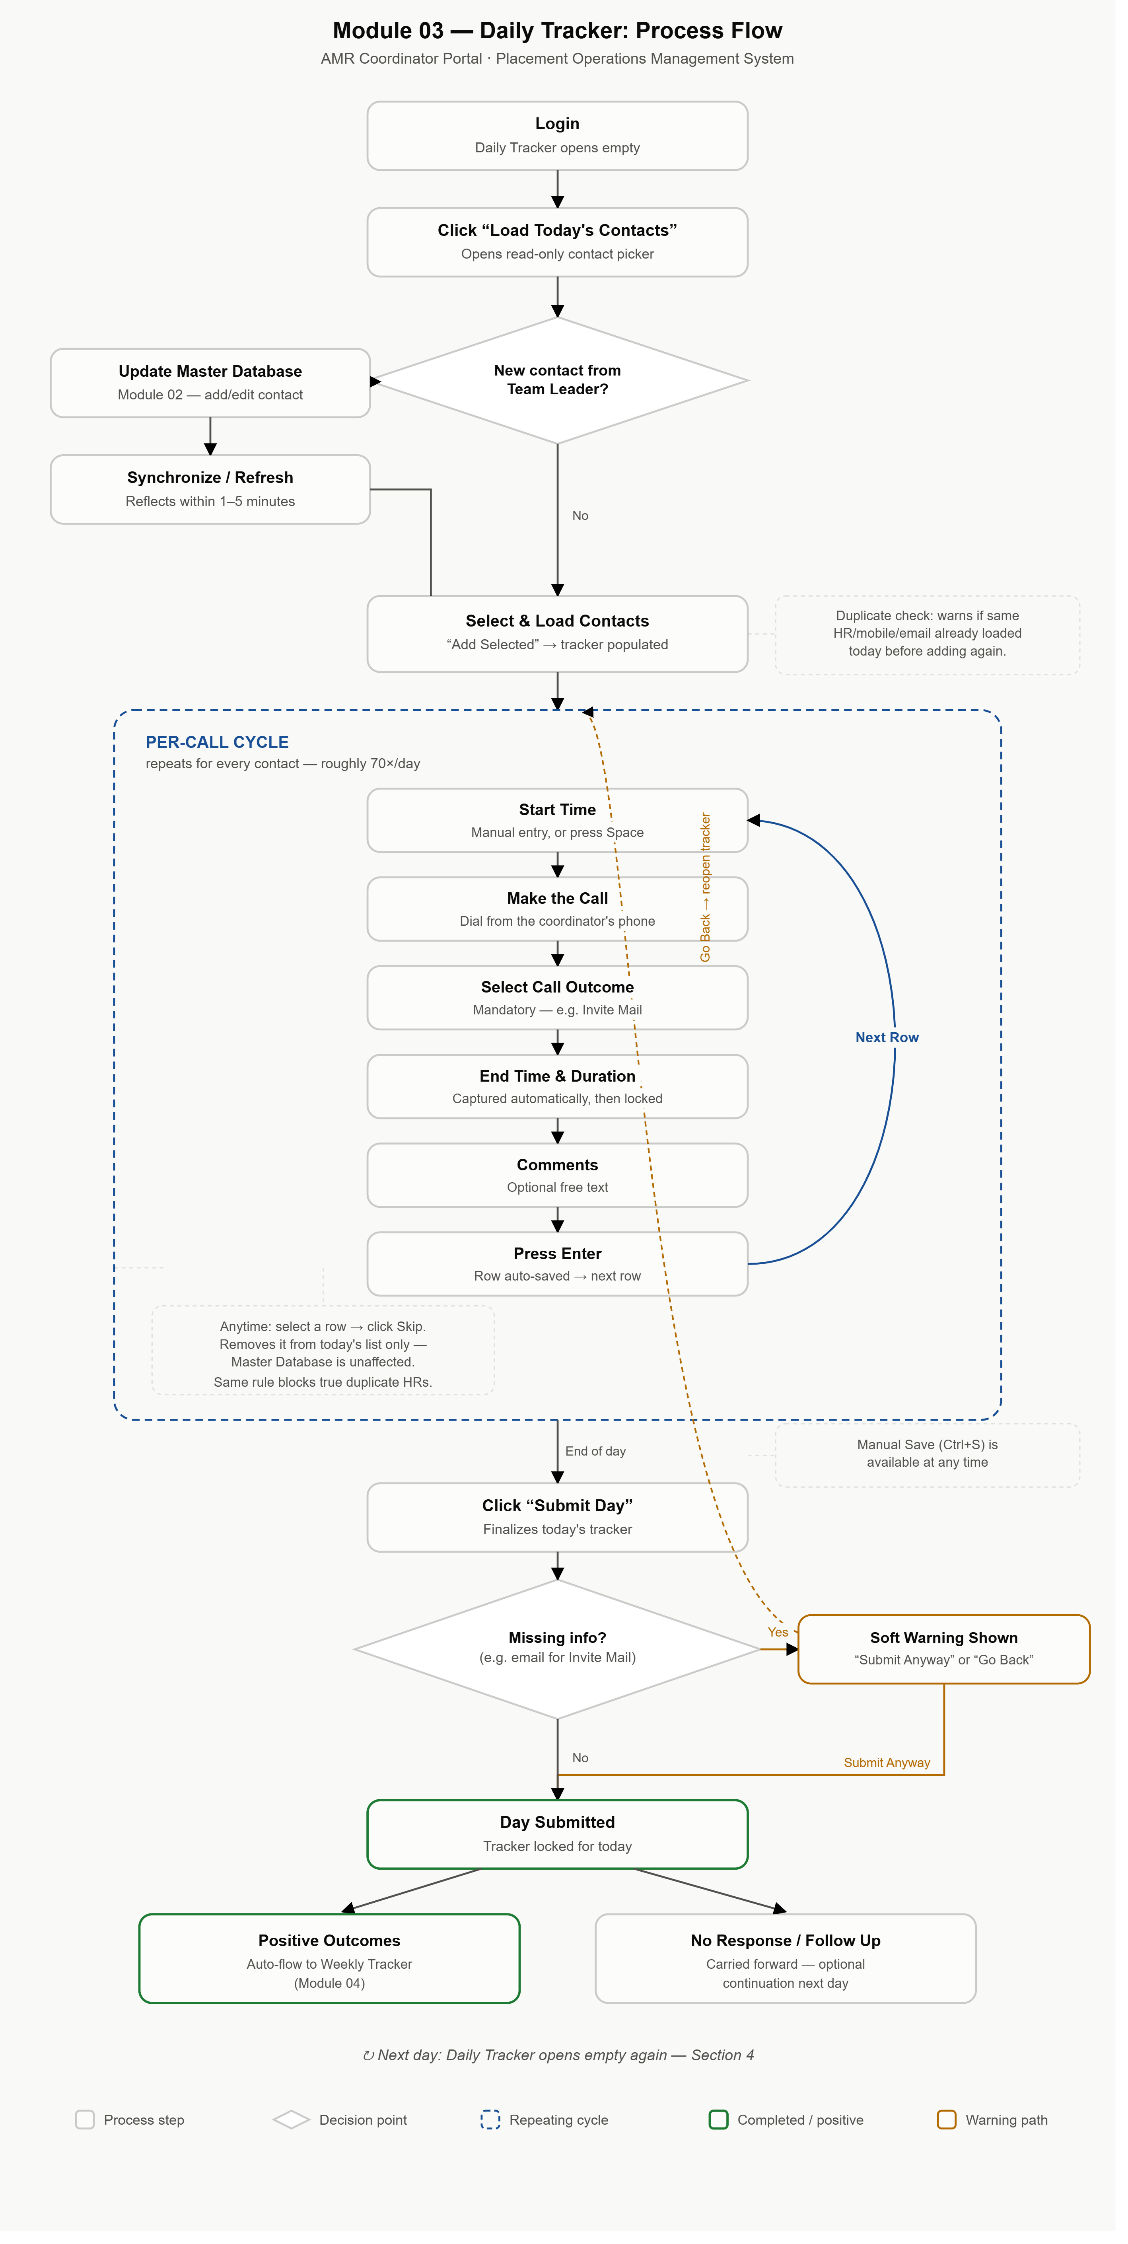 Module 03 — Daily Tracker: Process Flow
AMR Coordinator Portal · Placement Operations Management System
Login
Daily Tracker opens empty
Click “Load Today's Contacts”
Opens read-only contact picker
New contact from
Team Leader?
Update Master Database
Module 02 — add/edit contact
Synchronize / Refresh
Reflects within 1–5 minutes
No
Select & Load Contacts
“Add Selected” → tracker populated
Duplicate check: warns if same
HR/mobile/email already loaded
today before adding again.
PER-CALL CYCLE
repeats for every contact — roughly 70×/day
Start Time
Manual entry, or press Space
Go Back → reopen tracker
Make the Call
Dial from the coordinator's phone
Select Call Outcome
Mandatory — e.g. Invite Mail
Next Row
End Time & Duration
Captured automatically, then locked
Comments
Optional free text
Press Enter
Row auto-saved → next row
Anytime: select a row → click Skip.
Removes it from today's list only —
Master Database is unaffected.
Same rule blocks true duplicate HRs.
End of day
Manual Save (Ctrl+S) is
available at any time
Click “Submit Day”
Finalizes today's tracker
Missing info?
(e.g. email for Invite Mail)
Yes
Soft Warning Shown
“Submit Anyway” or “Go Back”
No
Submit Anyway
Day Submitted
Tracker locked for today
Positive Outcomes
Auto-flow to Weekly Tracker
(Module 04)
No Response / Follow Up
Carried forward — optional
continuation next day
↻ Next day: Daily Tracker opens empty again — Section 4
Process step
Decision point
Repeating cycle
Completed / positive
Warning path